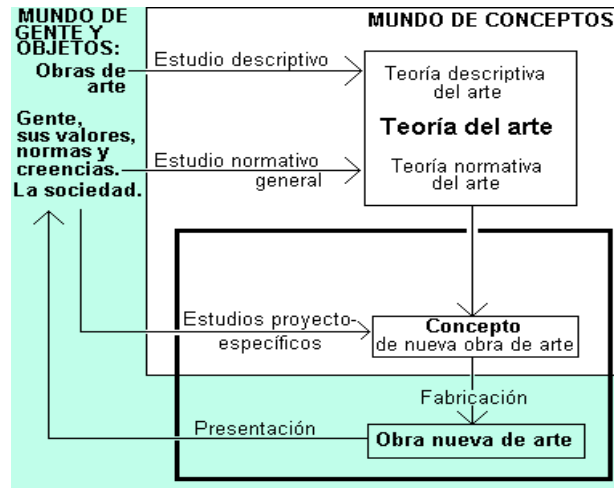 MUNDO DE
GENTE Y
OBJETOS:
Obras de
arte
Gente,
sus valores,
normas y
creencias.
La sociedad.
MUNDO DE CONCEPTOS
Estudio descriptivo
Teoría descriptiva
del arte
Teoría del arte
Teoría normativa
del arte
Estudio normativo
general
Estudios proyecto-
específicos
Concepto
de nueva obra de arte
Fabricación
Presentación
Obra nueva de arte